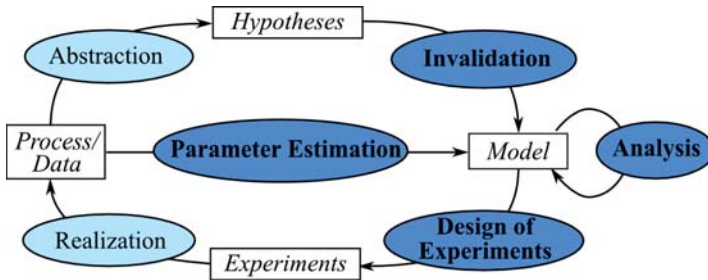 Hypotheses
Abstraction
Invalidation
Process/
Data
Parameter Estimation
Model
Analysis
Realization
Design of
Experiments
Experiments